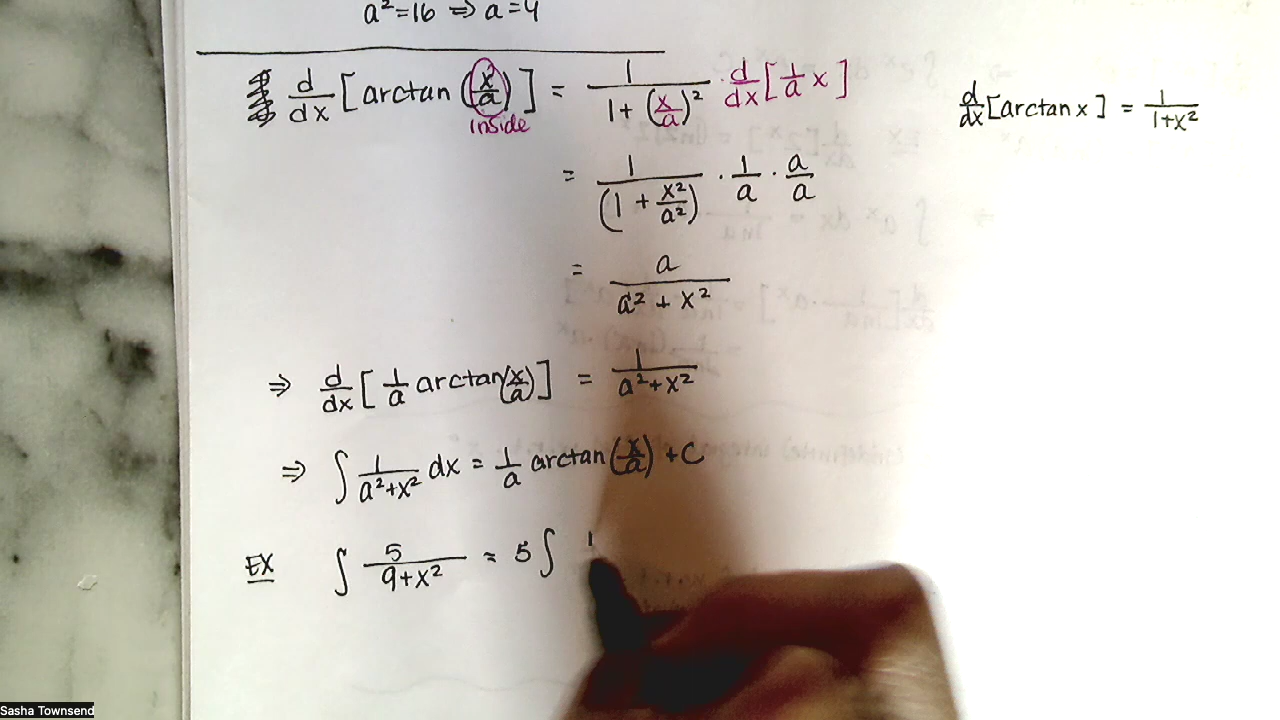 a² = 16 ⇒ a = 4
d/dx [arctan (x/a)] = 1/(1 + (x/a)²) · d/dx [1/a x]
inside
d/dx [arctan x] = 1/(1+x²)
= 1/(1 + x²/a²) · 1/a · a/a
= a/(a² + x²)
⇒ d/dx [1/a arctan(x/a)] = 1/(a² + x²)
⇒ ∫ 1/(a²+x²) dx = 1/a arctan (x/a) + C
EX ∫ 5/(9+x²) = 5 ∫ 1
Sasha Townsend